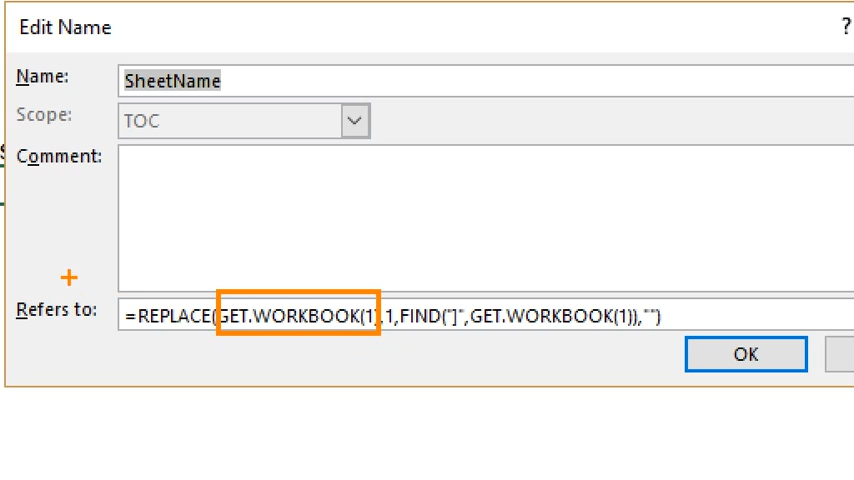 Edit Name
?
Name: SheetName
Scope: TOC
Comment:
Refers to: =REPLACE(GET.WORKBOOK(1),1,FIND("]",GET.WORKBOOK(1)),"")
OK